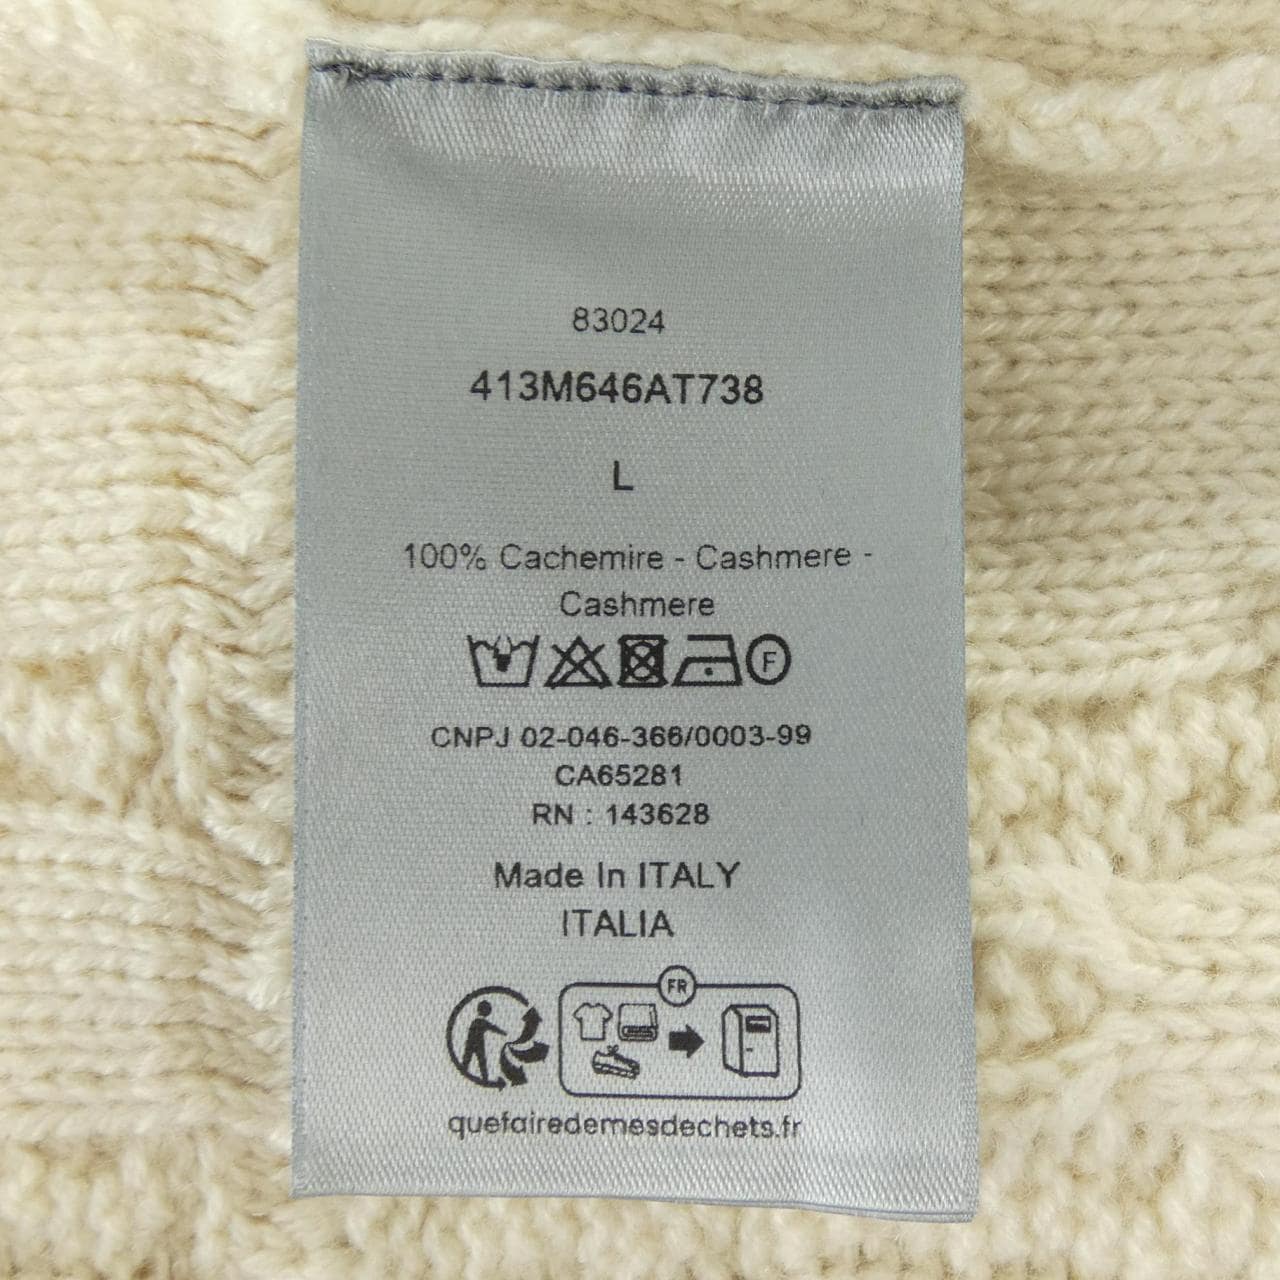 83024
413M646AT738
L
100% Cachemire - Cashmere -
Cashmere
F
CNPJ 02-046-366/0003-99
CA65281
RN : 143628
Made In ITALY
ITALIA
FR
quefairedemesdechets.fr